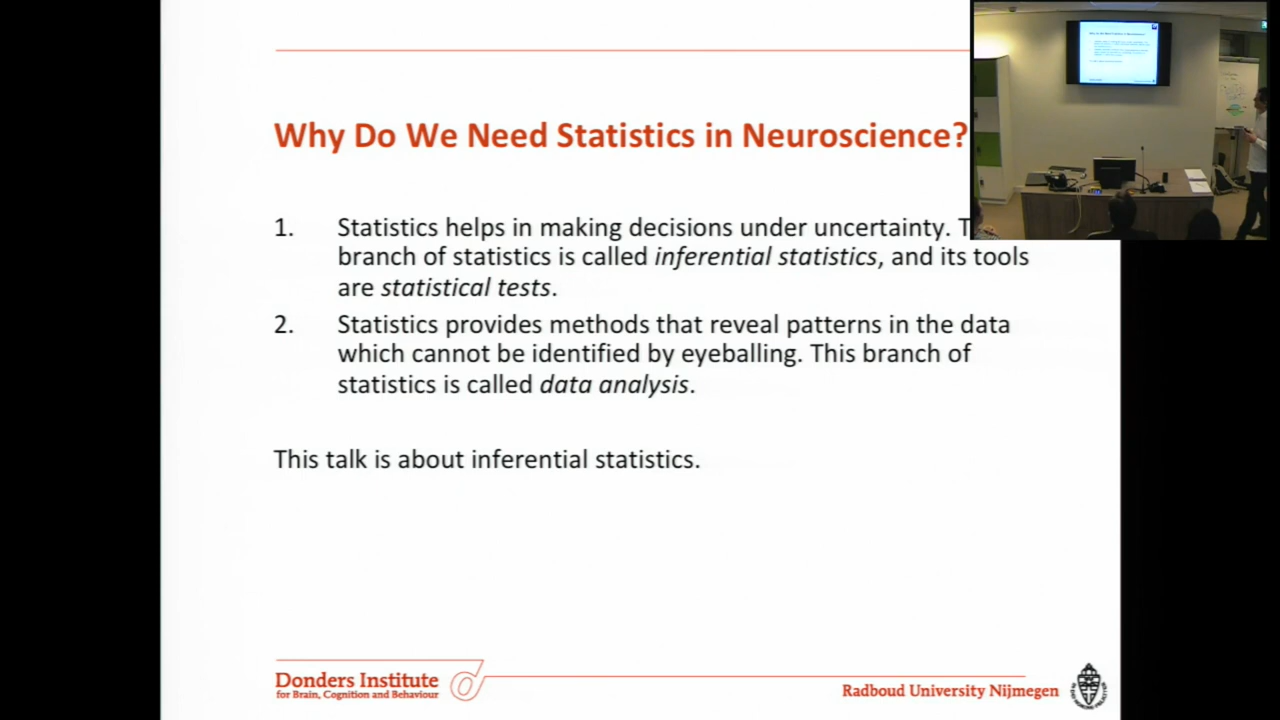 Why Do We Need Statistics in Neuroscience?
1. Statistics helps in making decisions under uncertainty. T
branch of statistics is called inferential statistics, and its tools
are statistical tests.
2. Statistics provides methods that reveal patterns in the data
which cannot be identified by eyeballing. This branch of
statistics is called data analysis.
This talk is about inferential statistics.
Donders Institute
for Brain, Cognition and Behaviour
Radboud University Nijmegen